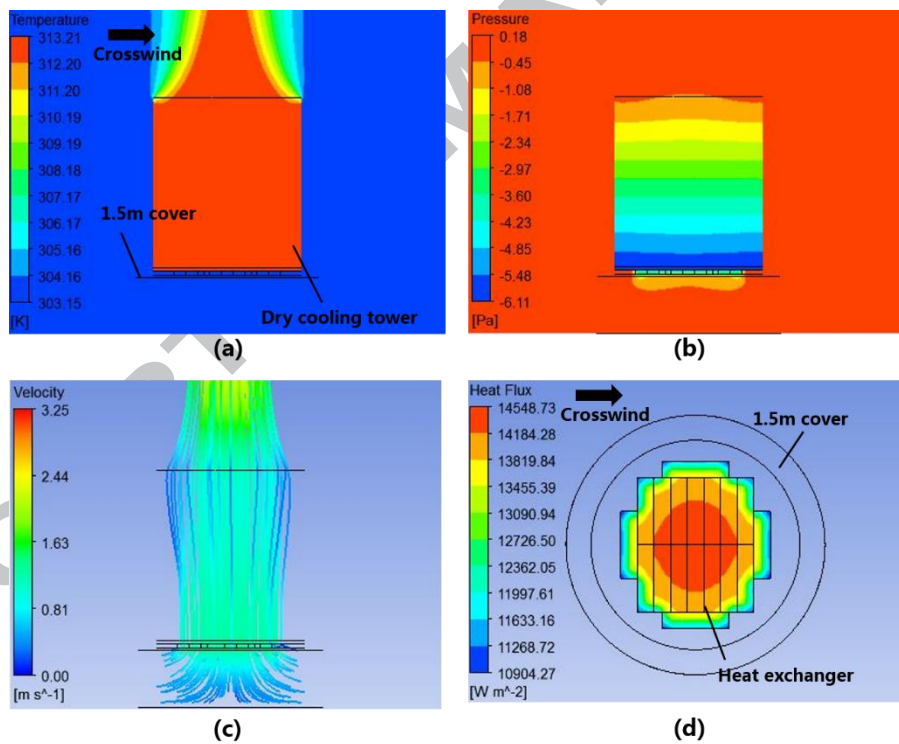 Temperature
313.21
312.20
311.20
310.19
309.19
308.18
307.17
306.17
305.16
304.16
303.15
[K]
Crosswind
1.5m cover
Dry cooling tower
(a)
Pressure
0.18
-0.45
-1.08
-1.71
-2.34
-2.97
-3.60
-4.23
-4.85
-5.48
-6.11
[Pa]
(b)
Velocity
3.25
2.44
1.63
0.81
0.00
[m s^-1]
(c)
Heat Flux
14548.73
14184.28
13819.84
13455.39
13090.94
12726.50
12362.05
11997.61
11633.16
11268.72
10904.27
[W m^-2]
Crosswind
1.5m cover
Heat exchanger
(d)